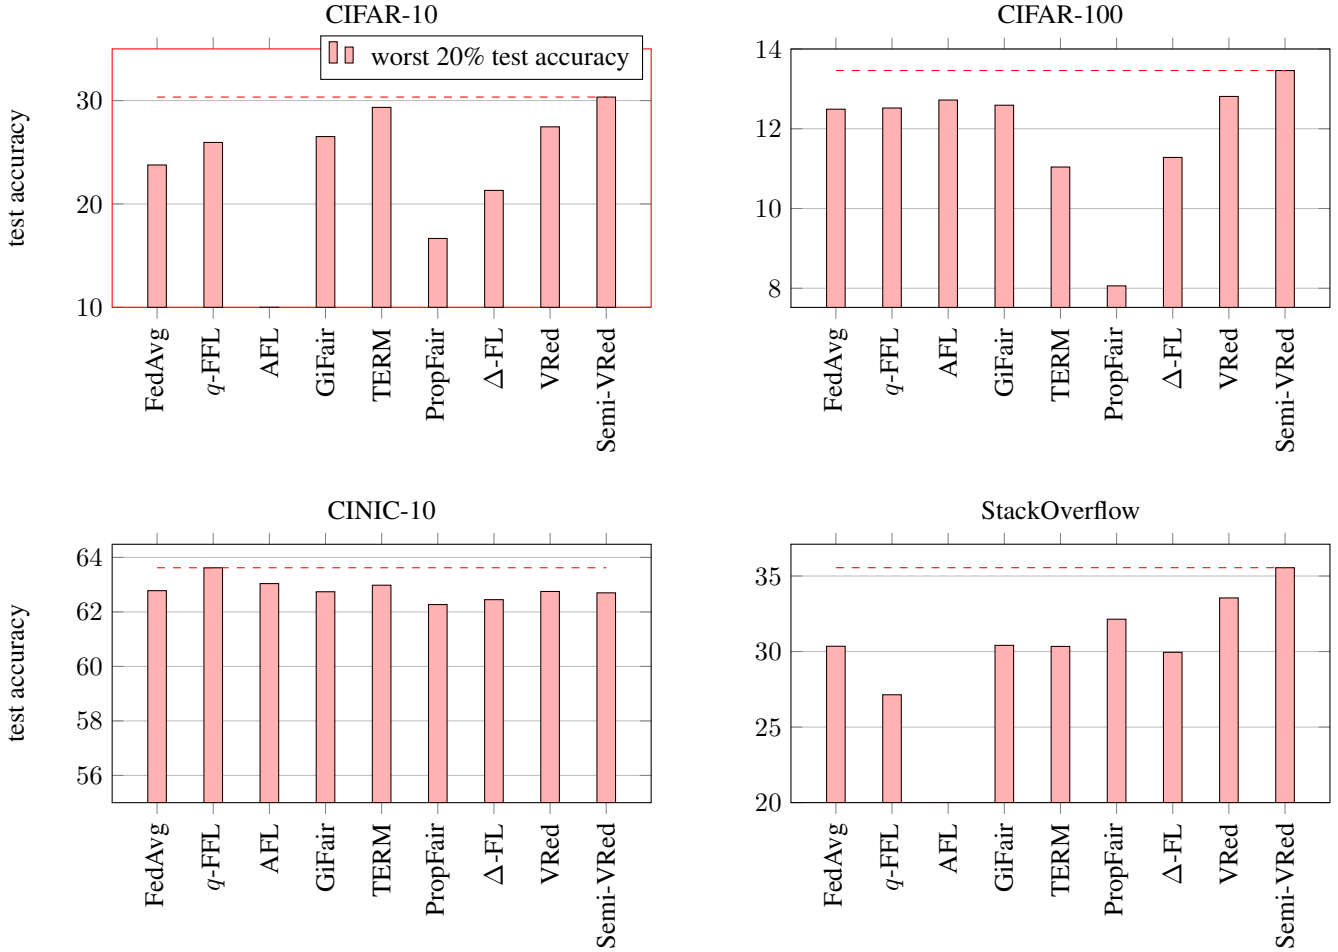 CIFAR-10
worst 20% test accuracy
test accuracy
30
20
10
FedAvg
q-FFL
AFL
GiFair
TERM
PropFair
Δ-FL
VRed
Semi-VRed
CIFAR-100
14
12
10
8
FedAvg
q-FFL
AFL
GiFair
TERM
PropFair
Δ-FL
VRed
Semi-VRed
CINIC-10
test accuracy
64
62
60
58
56
FedAvg
q-FFL
AFL
GiFair
TERM
PropFair
Δ-FL
VRed
Semi-VRed
StackOverflow
35
30
25
20
FedAvg
q-FFL
AFL
GiFair
TERM
PropFair
Δ-FL
VRed
Semi-VRed